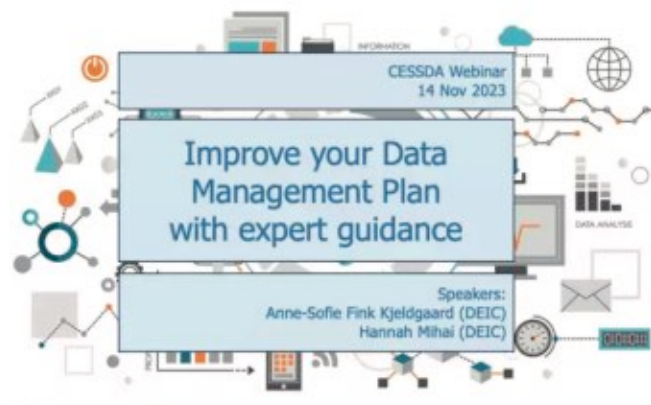 INFORMATION
CESSDA Webinar
14 Nov 2023
Improve your Data
Management Plan
with expert guidance
DATA ANALYSIS
Speakers:
Anne-Sofie Fink Kjeldgaard (DEIC)
Hannah Mihai (DEIC)